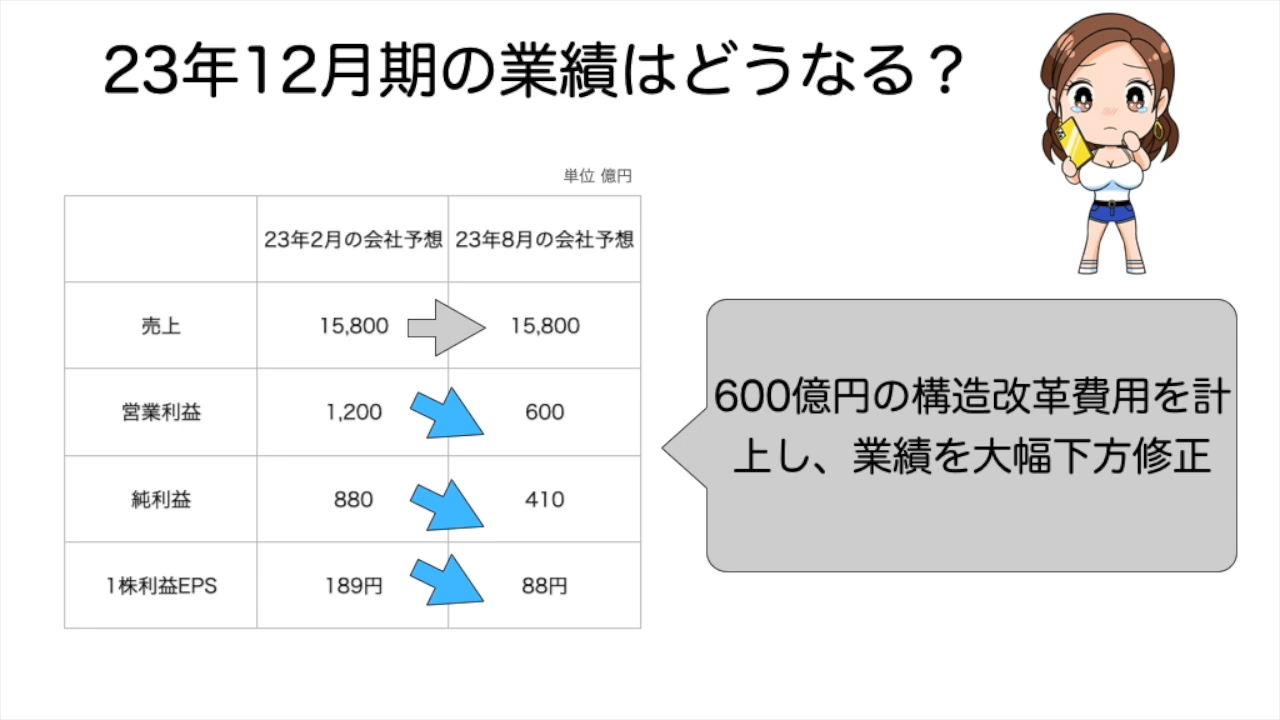 23年12月期の業績はどうなる？
単位 億円
23年2月の会社予想 23年8月の会社予想
売上 15,800 15,800
営業利益 1,200 600
純利益 880 410
1株利益EPS 189円 88円
600億円の構造改革費用を計
上し、業績を大幅下方修正